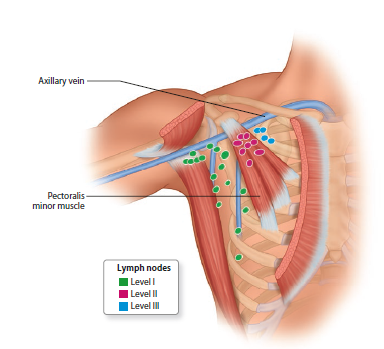 Axillary vein
Pectoralis
minor muscle
Lymph nodes
Level I
Level II
Level III